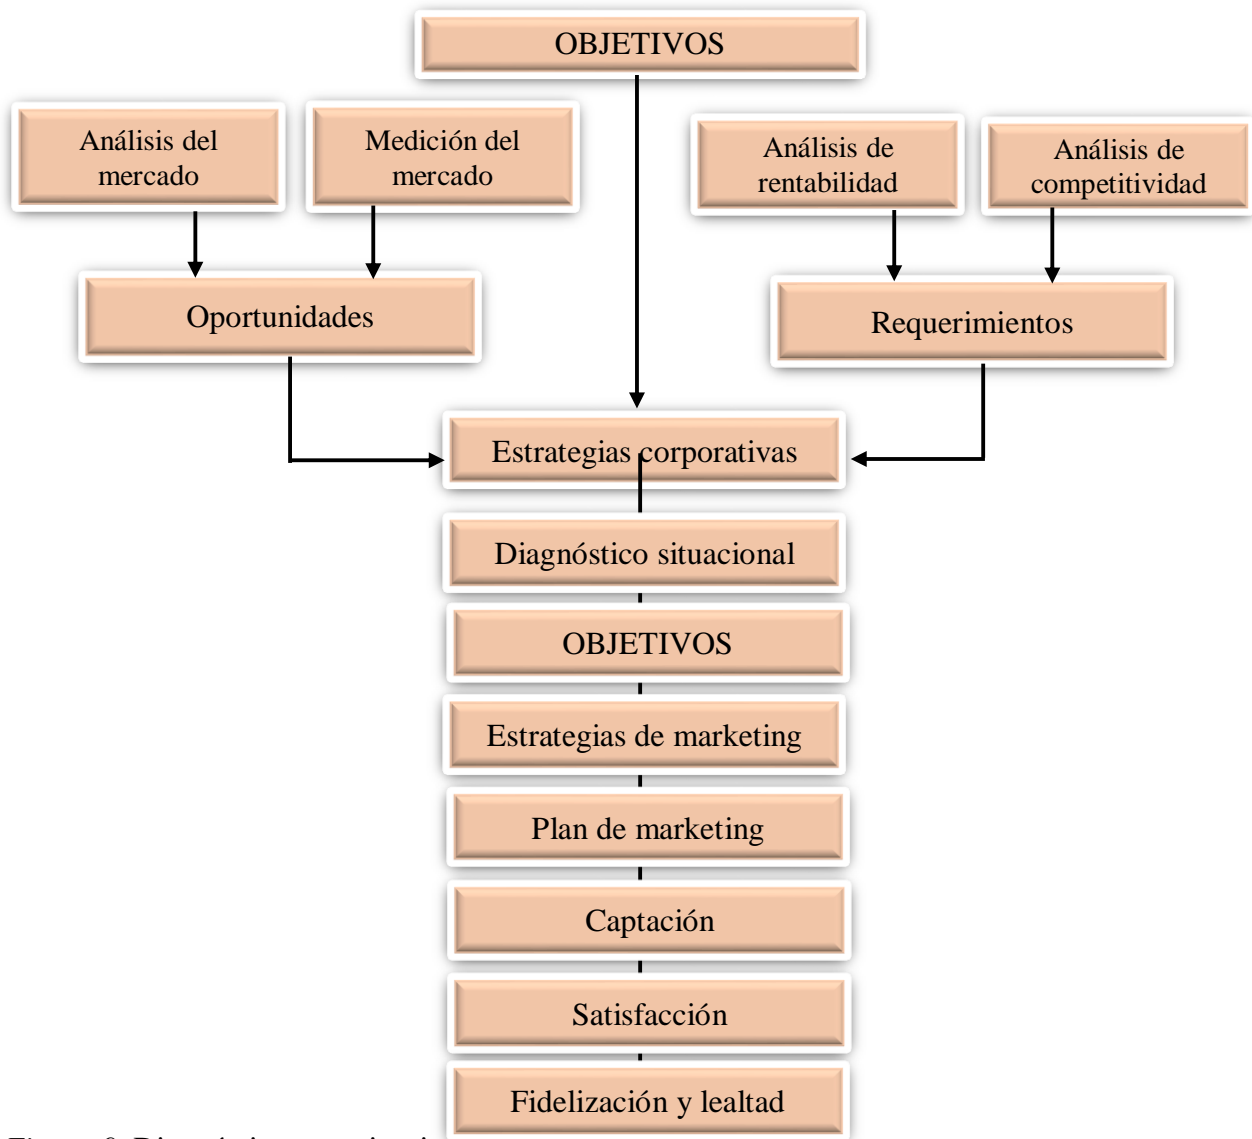 OBJETIVOS
Análisis del
mercado
Medición del
mercado
Análisis de
rentabilidad
Análisis de
competitividad
Oportunidades
Requerimientos
Estrategias corporativas
Diagnóstico situacional
OBJETIVOS
Estrategias de marketing
Plan de marketing
Captación
Satisfacción
Fidelización y lealtad